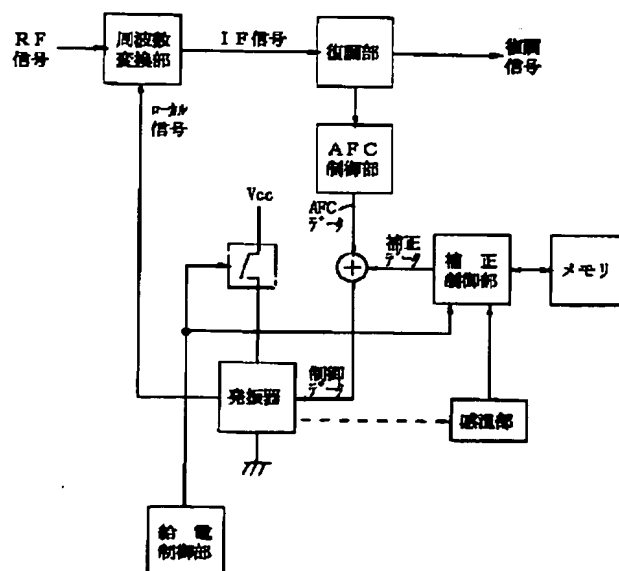 RF
信号
周波数
変換部
IF信号
復調部
復調
信号
ローカル
信号
AFC
制御部
Vcc
AFC
データ
補正
データ
補正
制御部
メモリ
発振器
制御
データ
感温部
給電
制御部